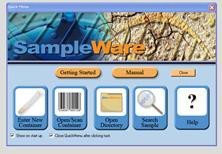 Quick Menu
SampleWare
Getting Started
Manual
Close
Enter New
Container
Open/Scan
Container
Open
Directory
Search
Sample
?
Help
Show on start up
Close QuickMenu after clicking task